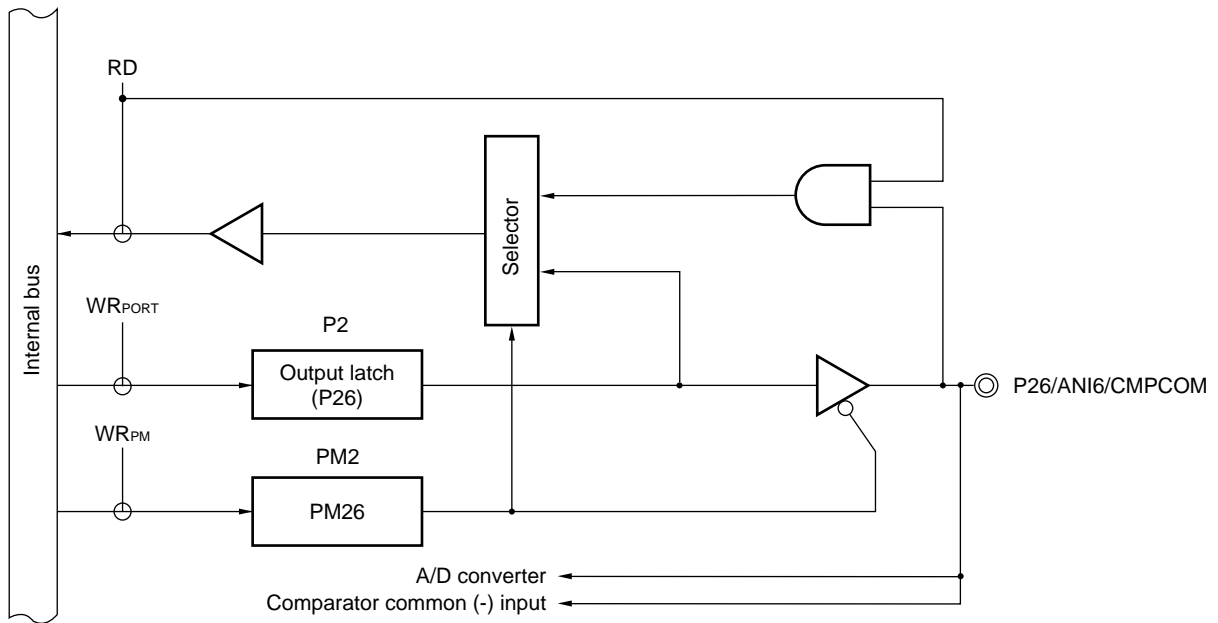 RD
Selector
Internal bus
WRPORT
P2
Output latch
(P26)
P26/ANI6/CMPCOM
WRPM
PM2
PM26
A/D converter
Comparator common (-) input